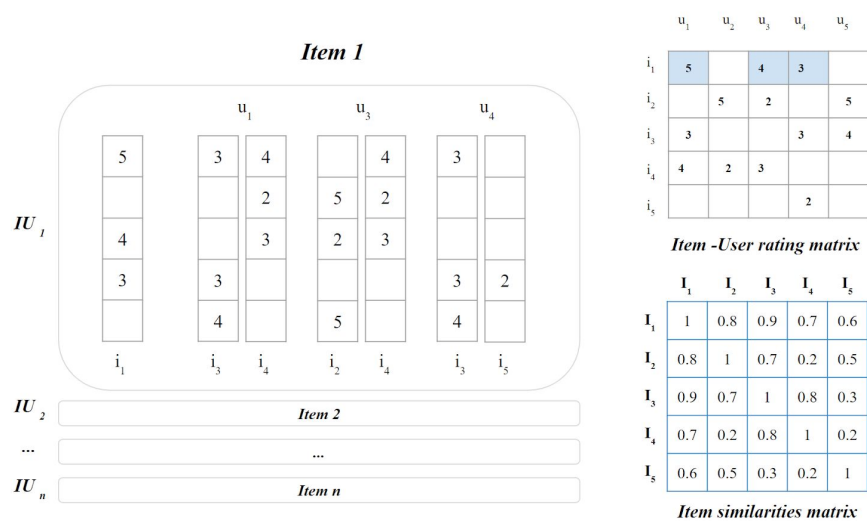 Item 1
u1 u3 u4
IU 1
5 3 4 4 3
2 5 2
4 3 2 3
3 3 3 2
4 5 4
i1 i3 i4 i2 i4 i3 i5
IU 2 Item 2
... ...
IU n Item n
u1 u2 u3 u4 u5
i1 5 4 3
i2 5 2 5
i3 3 3 4
i4 4 2 3
i5 2
Item -User rating matrix
I1 I2 I3 I4 I5
I1 1 0.8 0.9 0.7 0.6
I2 0.8 1 0.7 0.2 0.5
I3 0.9 0.7 1 0.8 0.3
I4 0.7 0.2 0.8 1 0.2
I5 0.6 0.5 0.3 0.2 1
Item similarities matrix